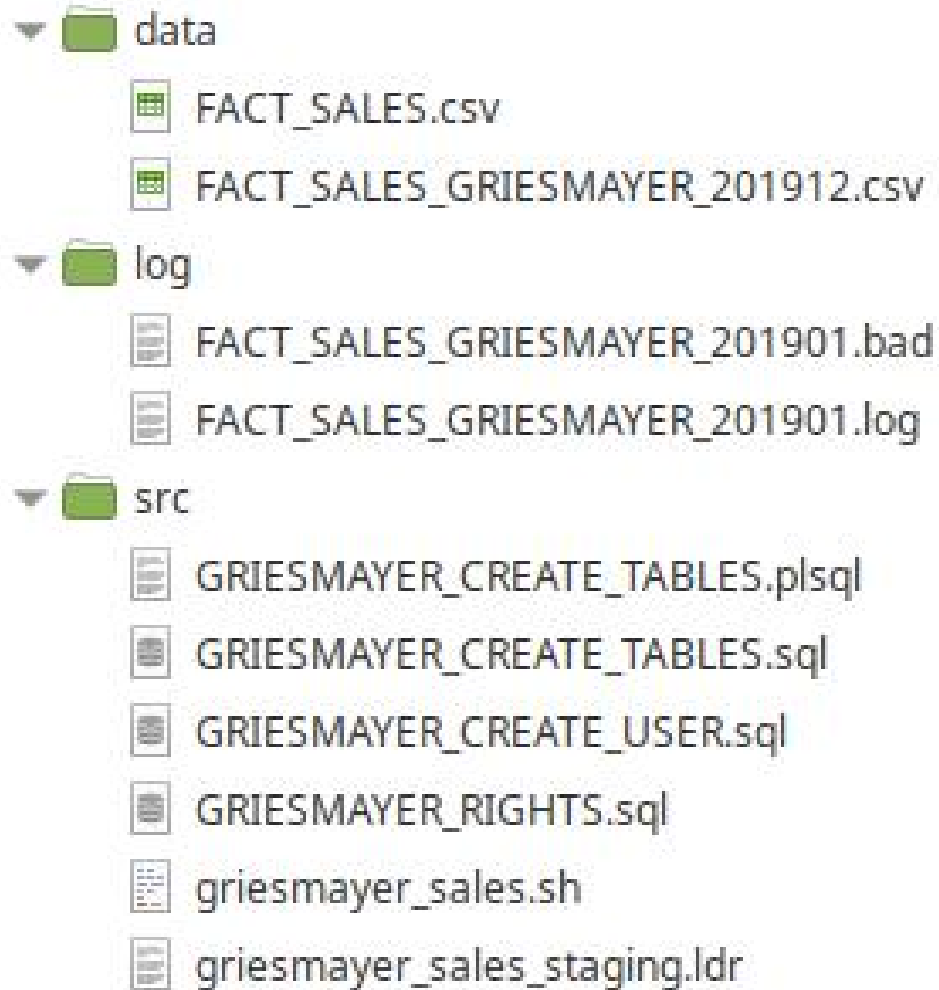 data
FACT_SALES.csv
FACT_SALES_GRIESMAYER_201912.csv
log
FACT_SALES_GRIESMAYER_201901.bad
FACT_SALES_GRIESMAYER_201901.log
src
GRIESMAYER_CREATE_TABLES.plsql
GRIESMAYER_CREATE_TABLES.sql
GRIESMAYER_CREATE_USER.sql
GRIESMAYER_RIGHTS.sql
griesmayer_sales.sh
griesmayer_sales_staging.ldr